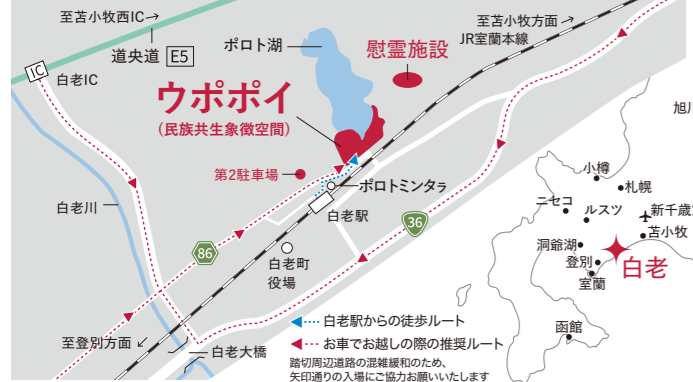 至苫小牧西IC→
道央道 E5
IC
白老IC
ポロト湖
慰霊施設
至苫小牧方面→
JR室蘭本線
ウポポイ
(民族共生象徴空間)
第2駐車場
ポロトミンタㇻ
白老駅
白老川
86
36
白老町
役場
至登別方面↙
白老大橋
白老駅からの徒歩ルート
お車でお越しの際の推奨ルート
踏切周辺道路の混雑緩和のため、
矢印通りの入場にご協力お願いいたします
旭川
小樽
札幌
ニセコ
ルスツ
新千歳
苫小牧
洞爺湖
登別
白老
室蘭
函館